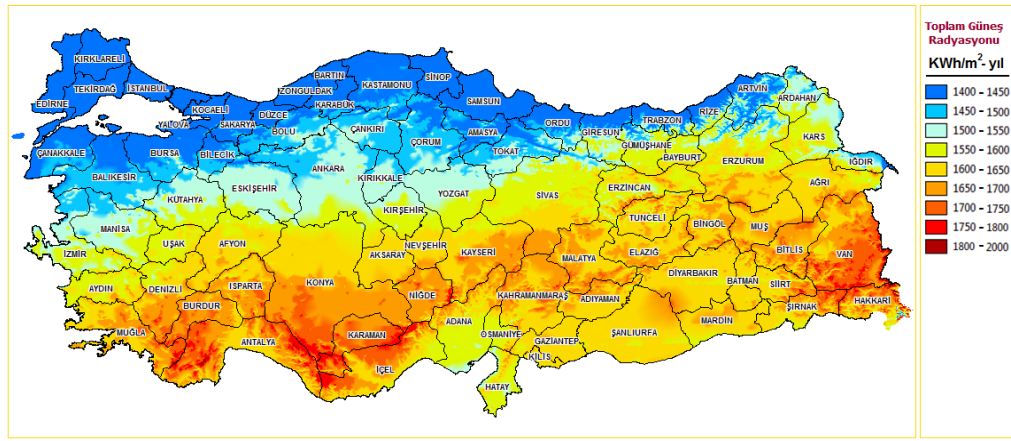 Toplam Güneş
Radyasyonu
KWh/m²- yıl
1400 - 1450
1450 - 1500
1500 - 1550
1550 - 1600
1600 - 1650
1650 - 1700
1700 - 1750
1750 - 1800
1800 - 2000
KIRKLARELİ
TEKİRDAĞ
İSTANBUL
EDİRNE
KOCAELİ
YALOVA
SAKARYA
DÜZCE
ZONGULDAK
BARTIN
KARABÜK
KASTAMONU
SİNOP
SAMSUN
ORDU
GİRESUN
TRABZON
RİZE
ARTVİN
ARDAHAN
ÇANAKKALE
BURSA
BİLECİK
BOLU
ÇANKIRI
ÇORUM
AMASYA
TOKAT
GÜMÜŞHANE
BAYBURT
ERZURUM
KARS
IĞDIR
BALIKESİR
KÜTAHYA
ESKİŞEHİR
ANKARA
KIRIKKALE
YOZGAT
SİVAS
ERZİNCAN
AĞRI
MANİSA
KIRŞEHİR
TUNCELİ
BİNGÖL
MUŞ
İZMİR
UŞAK
AFYON
NEVŞEHİR
AKSARAY
KAYSERİ
MALATYA
ELAZIĞ
BİTLİS
VAN
AYDIN
DENİZLİ
ISPARTA
KONYA
NİĞDE
KAHRAMANMARAŞ
ADIYAMAN
DİYARBAKIR
BATMAN
SİİRT
BURDUR
ŞIRNAK
HAKKARİ
MUĞLA
ANTALYA
KARAMAN
ADANA
OSMANİYE
GAZİANTEP
ŞANLIURFA
MARDİN
KİLİS
İÇEL
HATAY